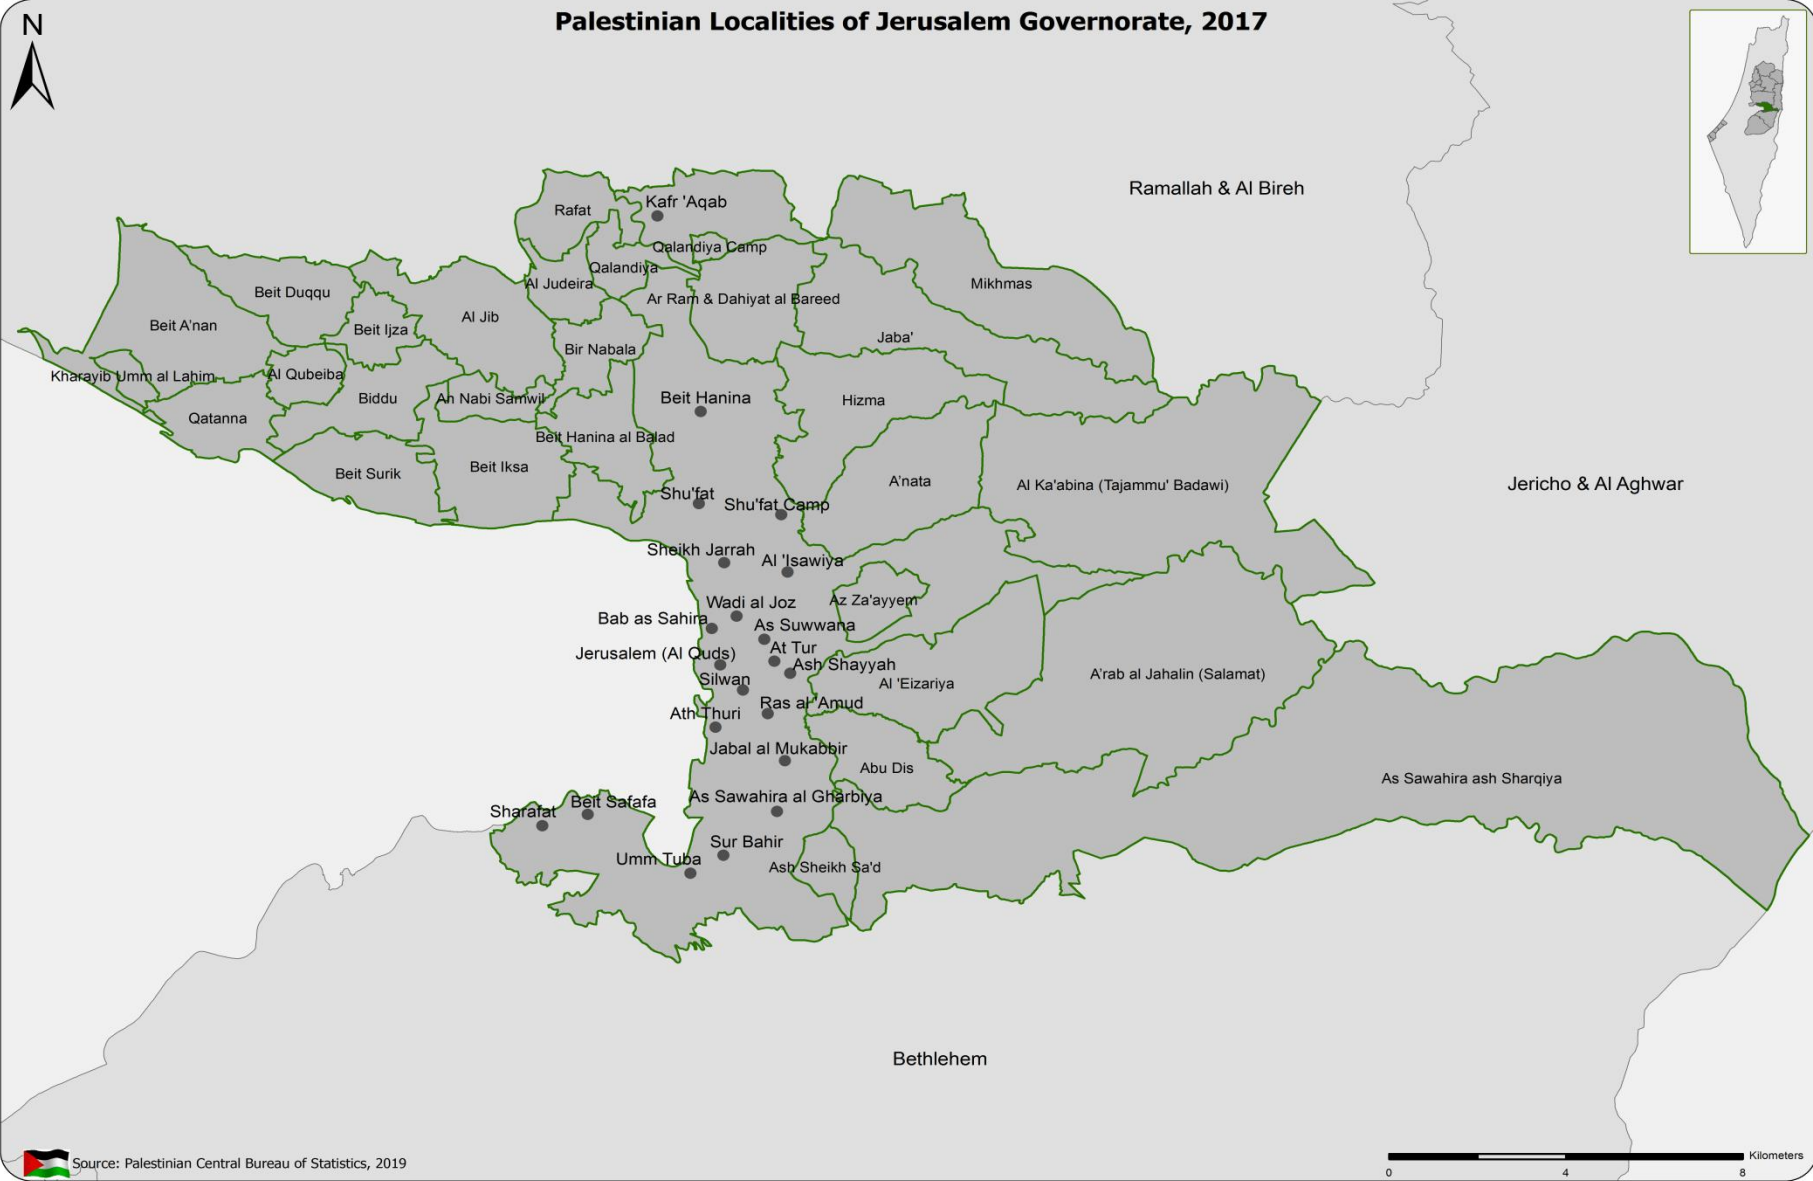 Palestinian Localities of Jerusalem Governorate, 2017
N
Ramallah & Al Bireh
Kafr 'Aqab
Rafat
Qalandiya Camp
Qalandiya
Al Judeira
Mikhmas
Beit Duqqu
Ar Ram & Dahiyat al Bareed
Al Jib
Beit A'nan
Beit Ijza
Jaba'
Bir Nabala
Kharayib Umm al Lahim
Al Qubeiba
Biddu
An Nabi Samwil
Beit Hanina
Hizma
Qatanna
Beit Hanina al Balad
Beit Surik
Beit Iksa
A'nata
Al Ka'abina (Tajammu' Badawi)
Jericho & Al Aghwar
Shu'fat
Shu'fat Camp
Sheikh Jarrah
Al 'Isawiya
Az Za'ayyem
Wadi al Joz
Bab as Sahira
As Suwwana
At Tur
Jerusalem (Al Quds)
Ash Shayyah
Silwan
Al 'Eizariya
A'rab al Jahalin (Salamat)
Ras al 'Amud
Ath Thuri
Jabal al Mukabbir
Abu Dis
As Sawahira ash Sharqiya
As Sawahira al Gharbiya
Beit Safafa
Sharafat
Sur Bahir
Umm Tuba
Ash Sheikh Sa'd
Bethlehem
Source: Palestinian Central Bureau of Statistics, 2019
Kilometers
0 4 8